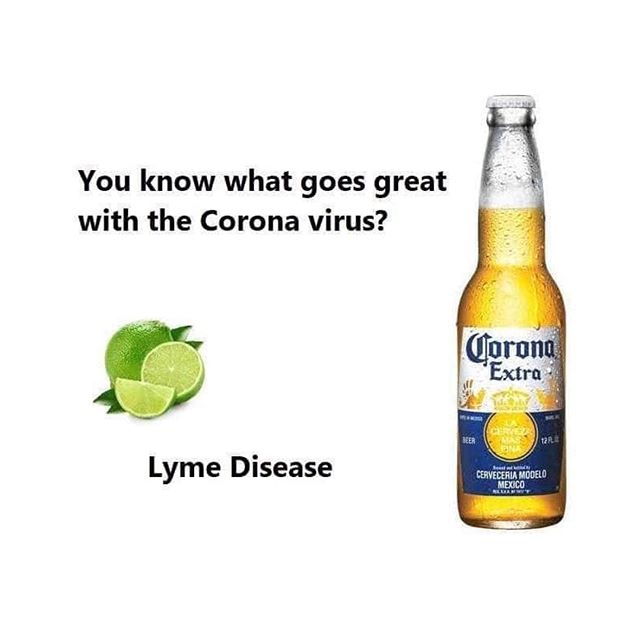 You know what goes great
with the Corona virus?
Corona
Extra
LA
CERVEZA
MAS
FINA
BEER
12 FL.OZ
CERVECERIA MODELO
MEXICO
Lyme Disease